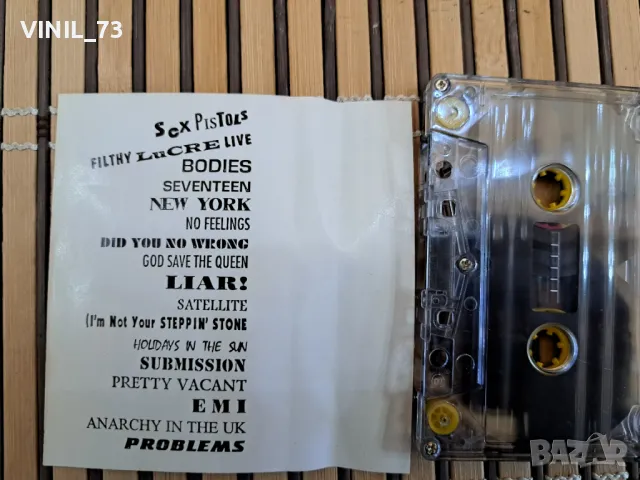 VINIL_73
Sex PisTOLs
FILTHY LuCRE LIVE
BODIES
SEVENTEEN
NEW YORK
NO FEELINGS
DID YOU NO WRONG
GOD SAVE THE QUEEN
LIAR!
SATELLITE
(I'm Not Your STEPPIN' STONE
HOLIDAYS IN THE SUN
SUBMISSION
PRETTY VACANT
E M I
ANARCHY IN THE UK
PROBLEMS
BAZAR